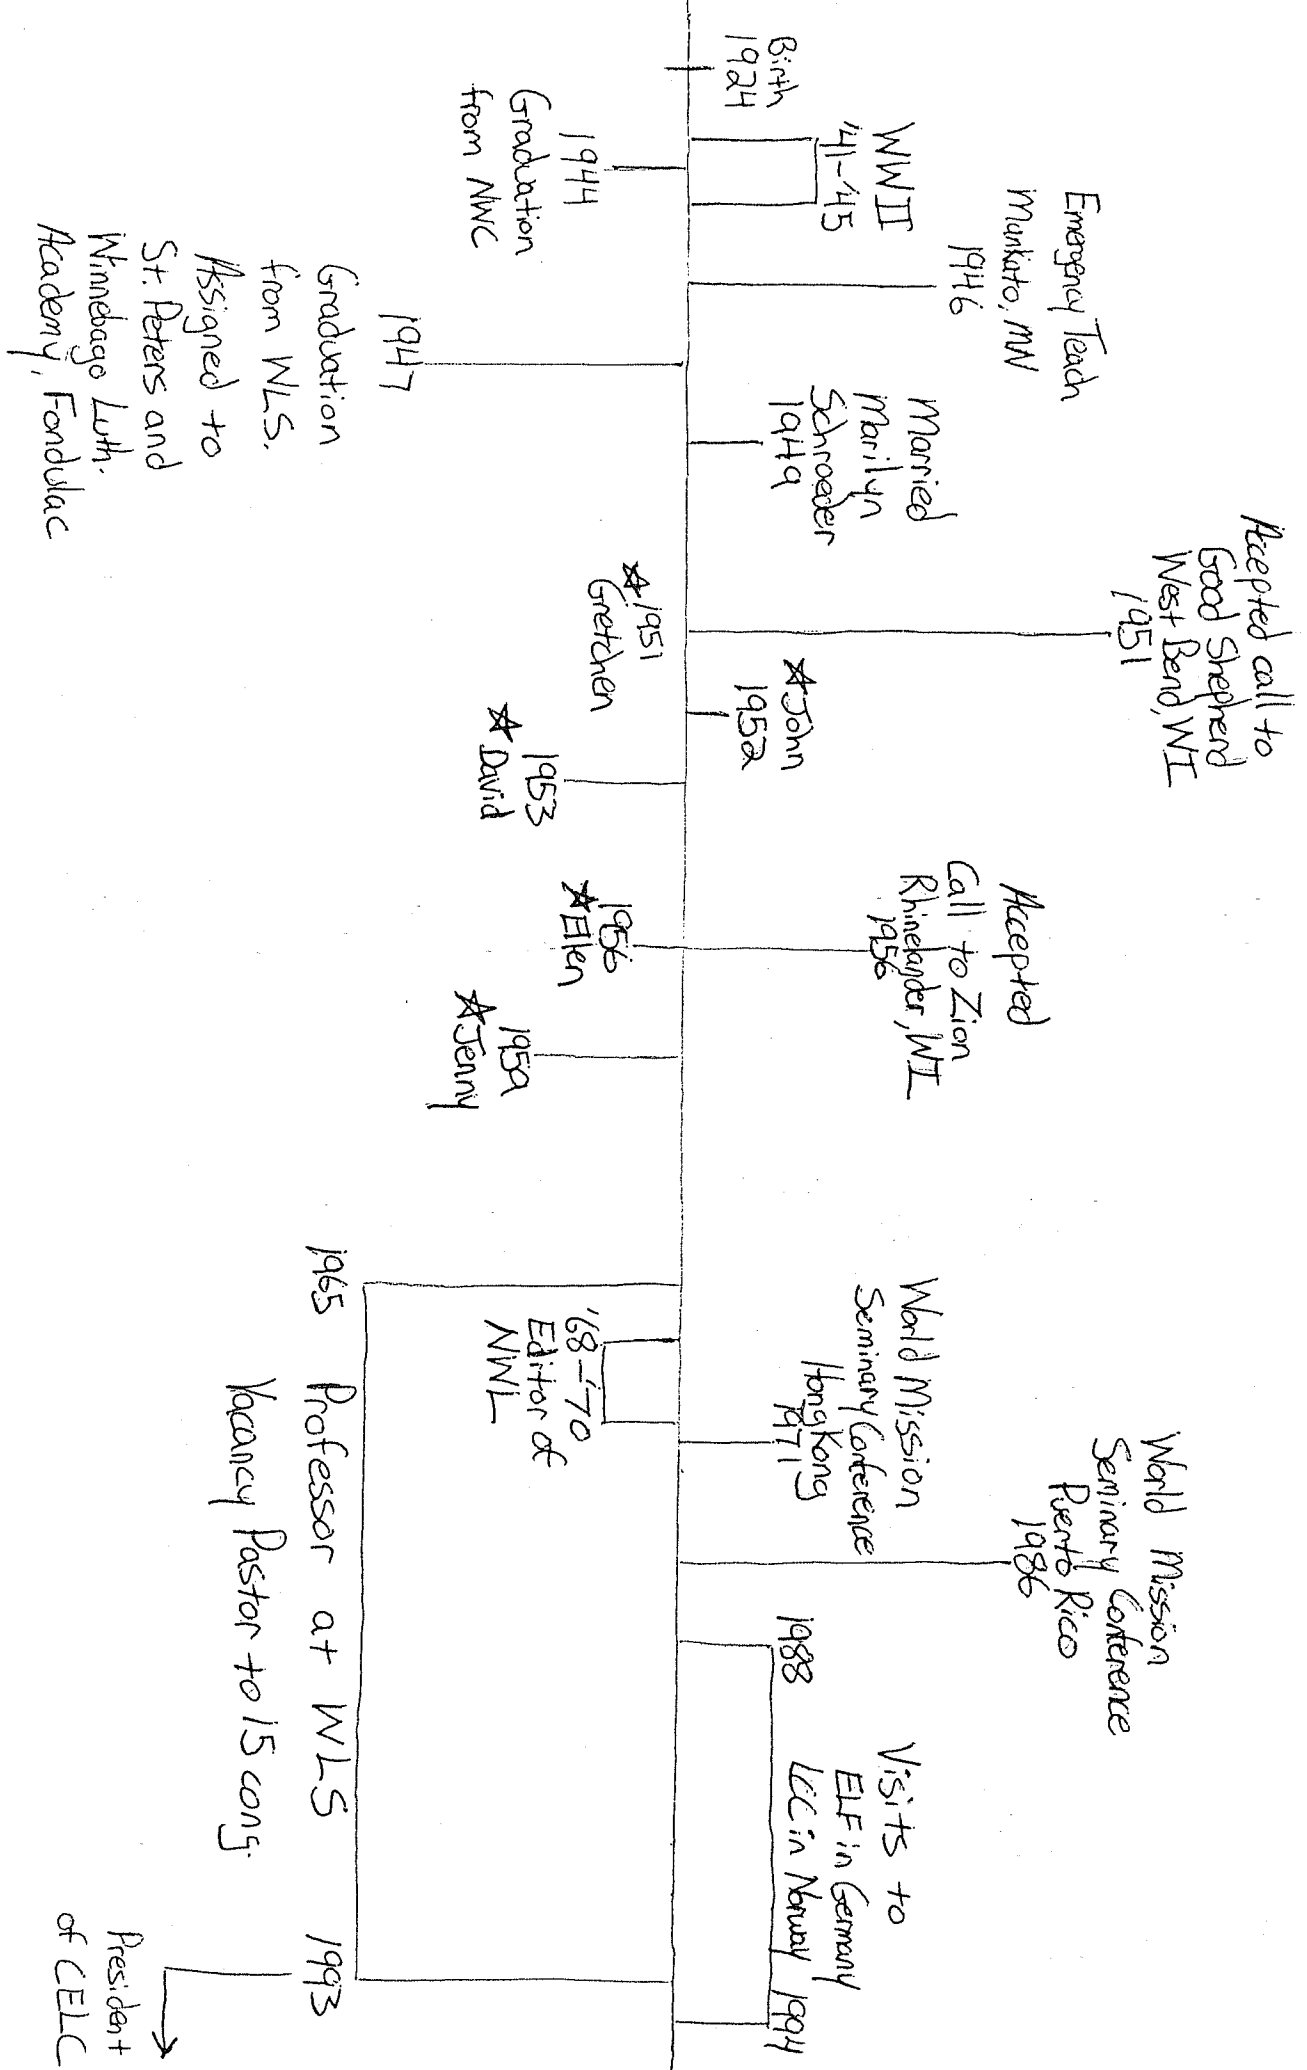 Birth
1924
WWII
'41-'45
1944
Graduation
from NWC
Emergency Teach
Mankato, MN
1946
1947
Graduation
from WLS.
Assigned to
St. Peters and
Winnebago Luth.
Academy, Fondulac
Married
Marilyn
Schroeder
1949
Accepted call to
Good Shepherd
West Bend, WI
1951
☆1951
Gretchen
☆John
1952
1953
☆David
Accepted
Call to Zion
Rhinelander, WI
1956
1956
☆Ellen
1959
☆Jenny
1965 Professor at WLS 1993
Vacancy Pastor to 15 cong.
'68-'70
Editor of
NWL
World Mission
Seminary Conference
Hong Kong
1971
World Mission
Seminary Conference
Puerto Rico
1986
Visits to
ELF in Germany
1988 LCC in Norway 1994
President
of CELC